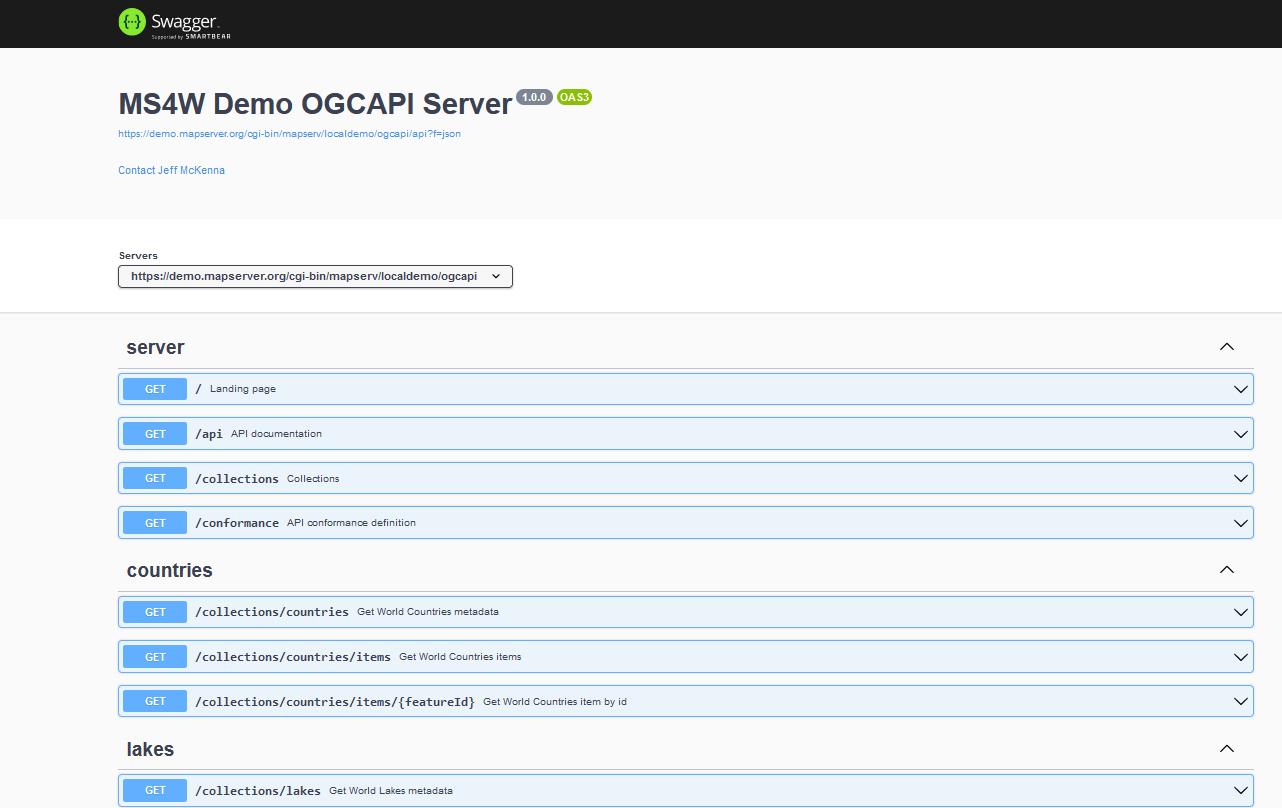 {···} Swagger.
Supported by SMARTBEAR
MS4W Demo OGCAPI Server 1.0.0 OAS3
https://demo.mapserver.org/cgi-bin/mapserv/localdemo/ogcapi/api?f=json
Contact Jeff McKenna
Servers
https://demo.mapserver.org/cgi-bin/mapserv/localdemo/ogcapi
server
GET / Landing page
GET /api API documentation
GET /collections Collections
GET /conformance API conformance definition
countries
GET /collections/countries Get World Countries metadata
GET /collections/countries/items Get World Countries items
GET /collections/countries/items/{featureId} Get World Countries item by id
lakes
GET /collections/lakes Get World Lakes metadata